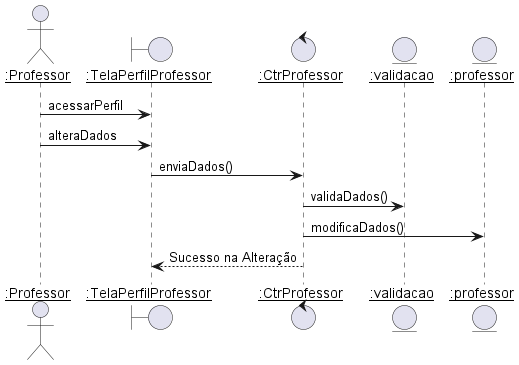 :Professor :TelaPerfilProfessor :CtrProfessor :validacao :professor
acessarPerfil
alteraDados
enviaDados()
validaDados()
modificaDados()
Sucesso na Alteração
:Professor :TelaPerfilProfessor :CtrProfessor :validacao :professor